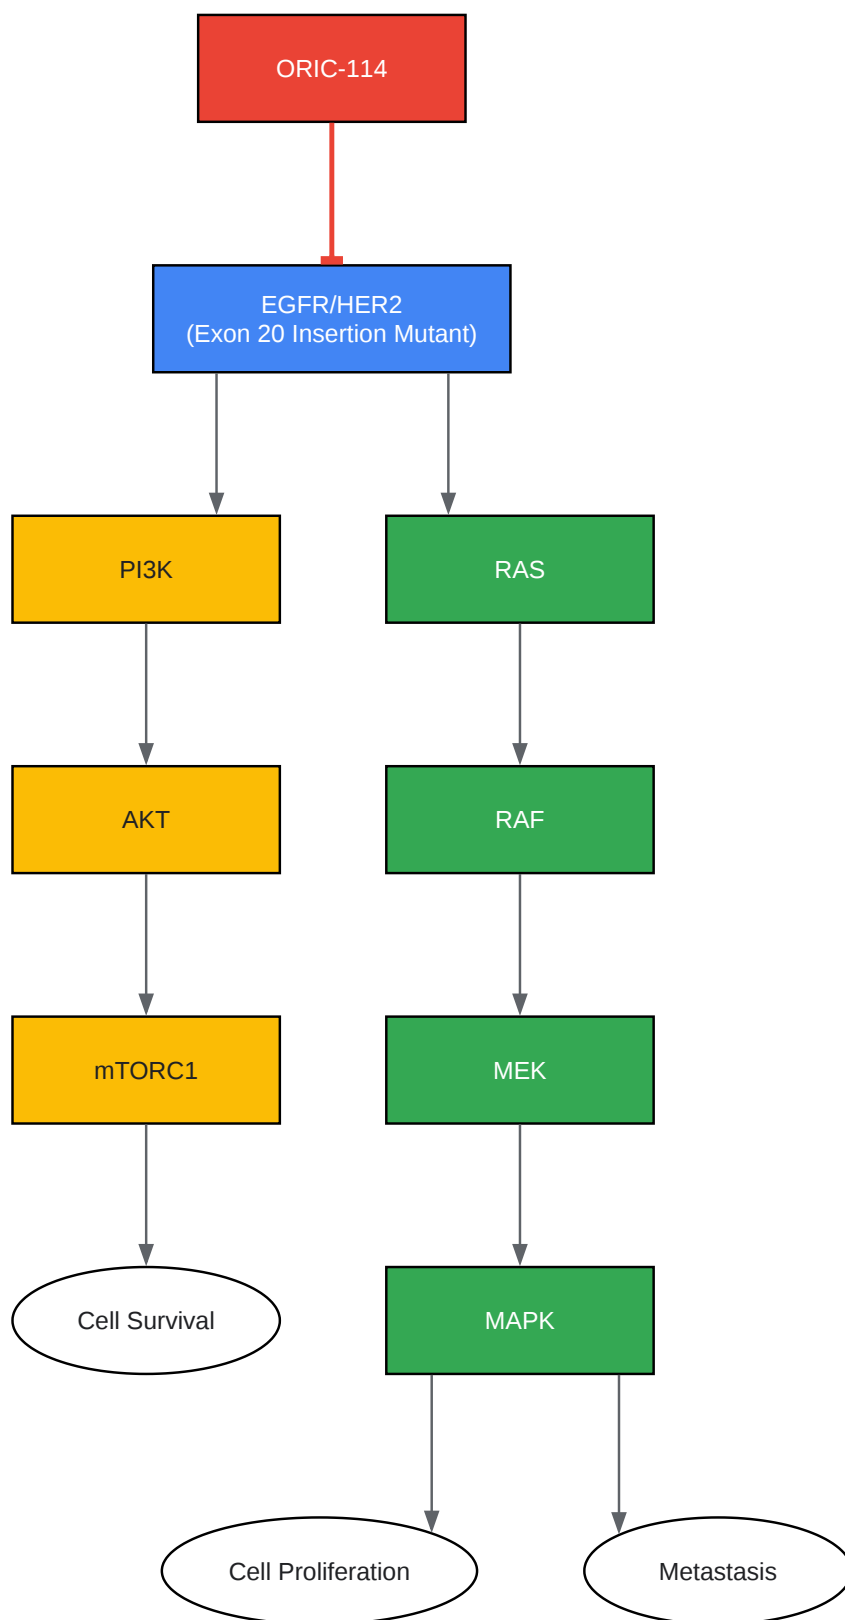 ORIC-114
EGFR/HER2
(Exon 20 Insertion Mutant)
PI3K
RAS
AKT
RAF
mTORC1
MEK
Cell Survival
MAPK
Cell Proliferation
Metastasis